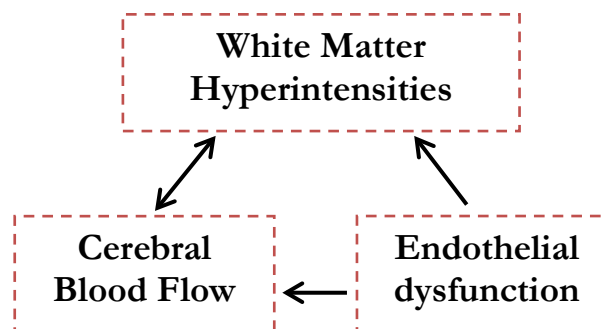 White Matter
Hyperintensities
Cerebral
Blood Flow
Endothelial
dysfunction